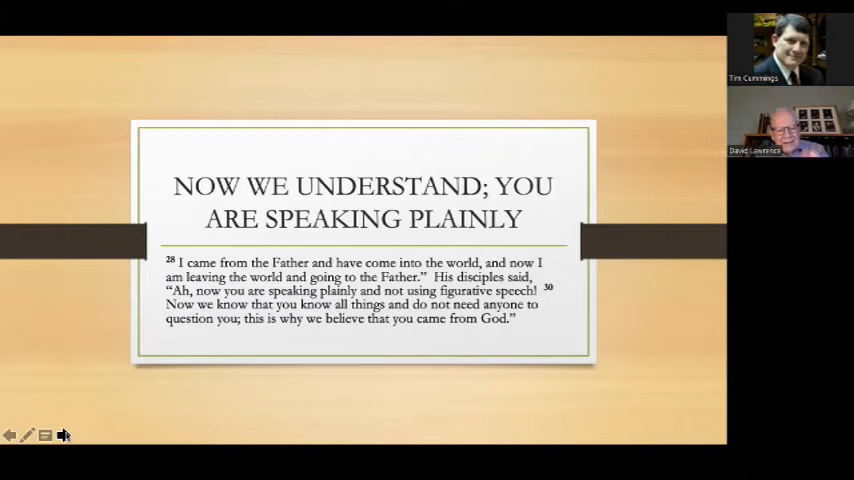 NOW WE UNDERSTAND; YOU
ARE SPEAKING PLAINLY
28 I came from the Father and have come into the world, and now I
am leaving the world and going to the Father.” His disciples said,
“Ah, now you are speaking plainly and not using figurative speech! 30
Now we know that you know all things and do not need anyone to
question you; this is why we believe that you came from God.”
Tim Cummings
David Lawrence